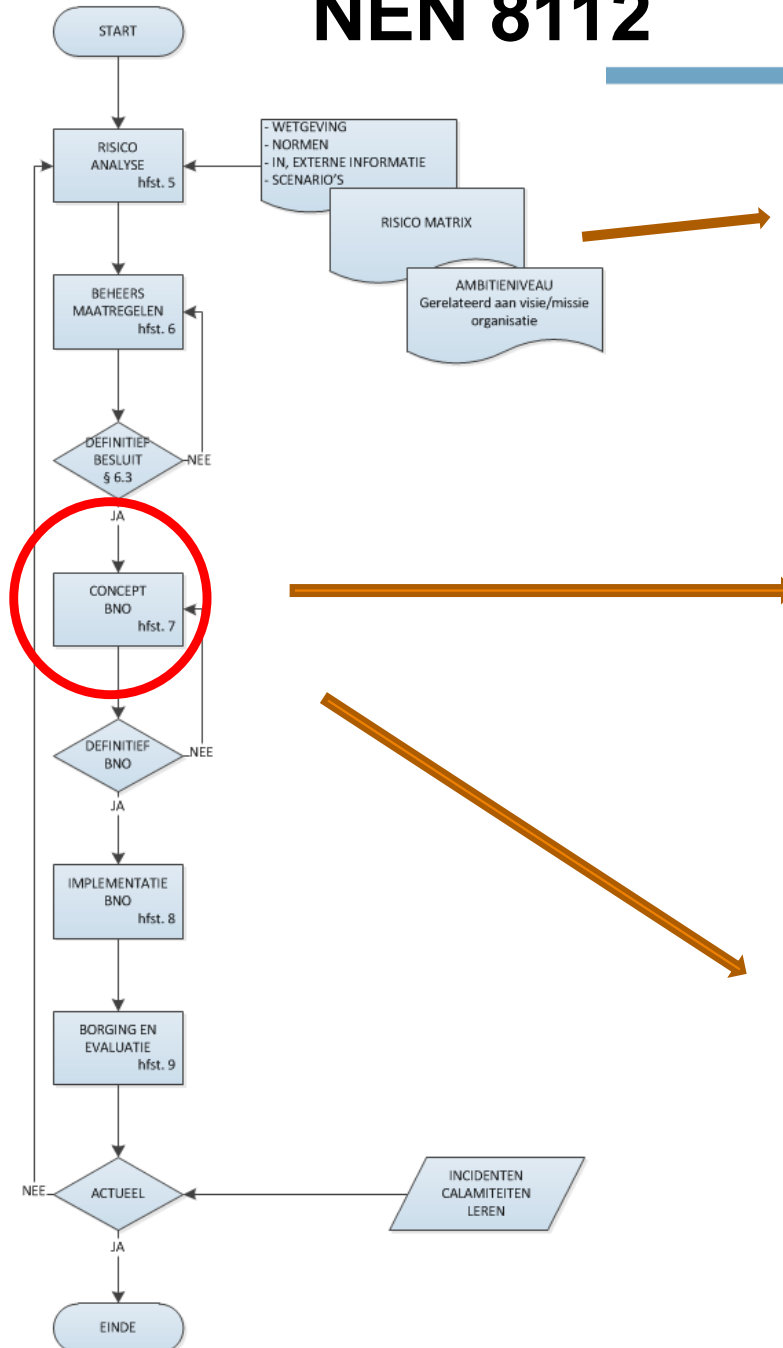 NEN 8112
START
RISICO
ANALYSE
hfst. 5
- WETGEVING
- NORMEN
- IN, EXTERNE INFORMATIE
- SCENARIO'S
RISICO MATRIX
AMBITIENIVEAU
Gerelateerd aan visie/missie
organisatie
BEHEERS
MAATREGELEN
hfst. 6
DEFINITIEF
BESLUIT
§ 6.3
NEE
JA
CONCEPT
BNO
hfst. 7
DEFINITIEF
BNO
NEE
JA
IMPLEMENTATIE
BNO
hfst. 8
BORGING EN
EVALUATIE
hfst. 9
NEE
ACTUEEL
INCIDENTEN
CALAMITEITEN
LEREN
JA
EINDE